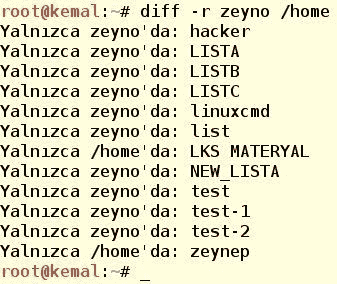 root@kemal:~# diff -r zeyno /home
Yalnızca zeyno'da: hacker
Yalnızca zeyno'da: LISTA
Yalnızca zeyno'da: LISTB
Yalnızca zeyno'da: LISTC
Yalnızca zeyno'da: linuxcmd
Yalnızca zeyno'da: list
Yalnızca /home'da: LKS MATERYAL
Yalnızca zeyno'da: NEW_LISTA
Yalnızca zeyno'da: test
Yalnızca zeyno'da: test-1
Yalnızca zeyno'da: test-2
Yalnızca /home'da: zeynep
root@kemal:~# _